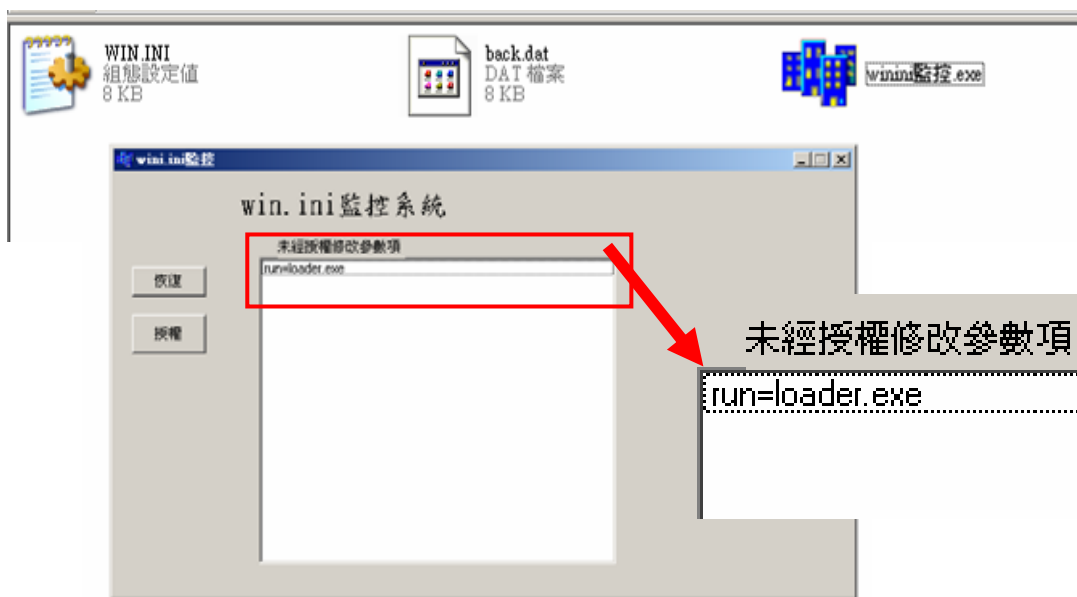 WIN.INI
組態設定值
8 KB
back.dat
DAT 檔案
8 KB
winini監控.exe
wini.ini監控
win.ini監控系統
未經授權修改參數項
run=loader.exe
恢復
授權
未經授權修改參數項
run=loader.exe